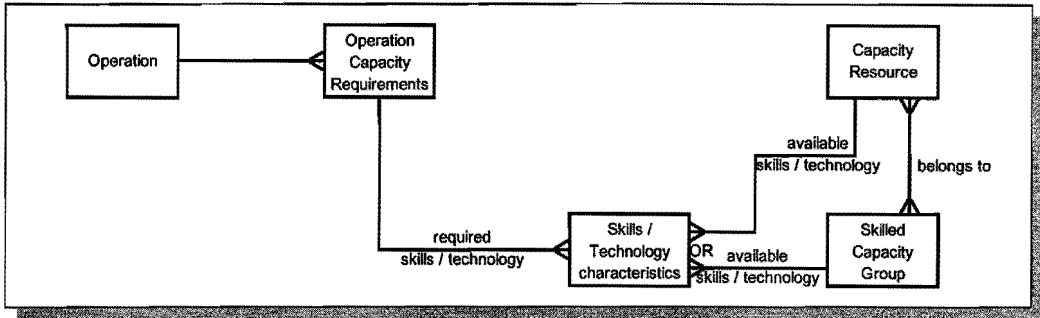 Operation
Operation
Capacity
Requirements
Capacity
Resource
available
skills / technology
belongs to
required
skills / technology
Skills /
Technology
characteristics
OR
available
skills / technology
Skilled
Capacity
Group